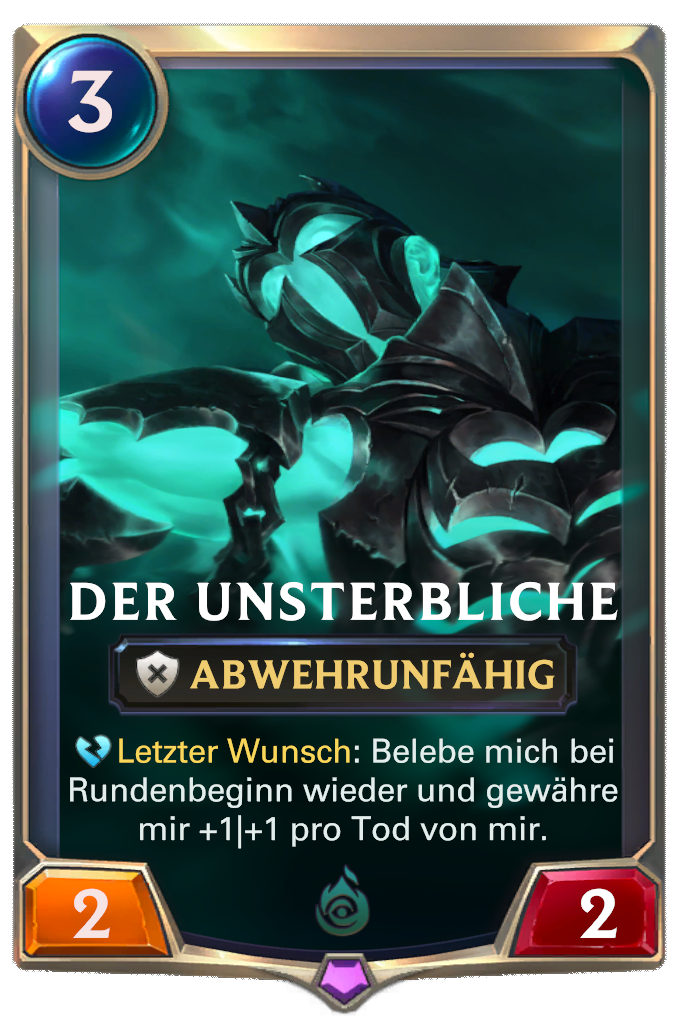 3
DER UNSTERBLICHE
ABWEHRUNFÄHIG
Letzter Wunsch: Belebe mich bei
Rundenbeginn wieder und gewähre
mir +1|+1 pro Tod von mir.
2
2